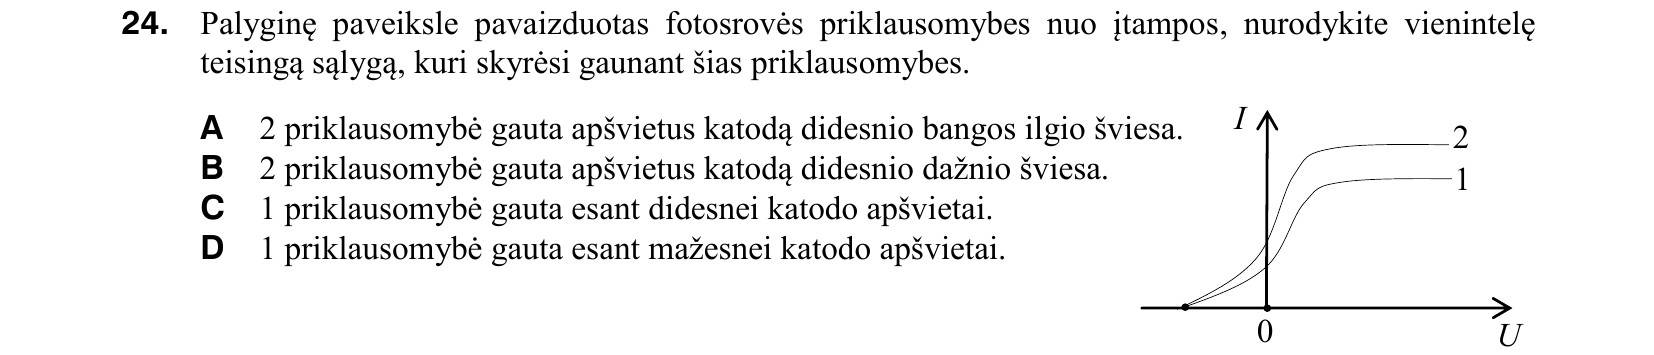 24. Palyginę paveiksle pavaizduotas fotosrovės priklausomybes nuo įtampos, nurodykite vienintelę
teisingą sąlygą, kuri skyrėsi gaunant šias priklausomybes.
A 2 priklausomybė gauta apšvietus katodą didesnio bangos ilgio šviesa.
B 2 priklausomybė gauta apšvietus katodą didesnio dažnio šviesa.
C 1 priklausomybė gauta esant didesnei katodo apšvietai.
D 1 priklausomybė gauta esant mažesnei katodo apšvietai.
I
2
1
0
U